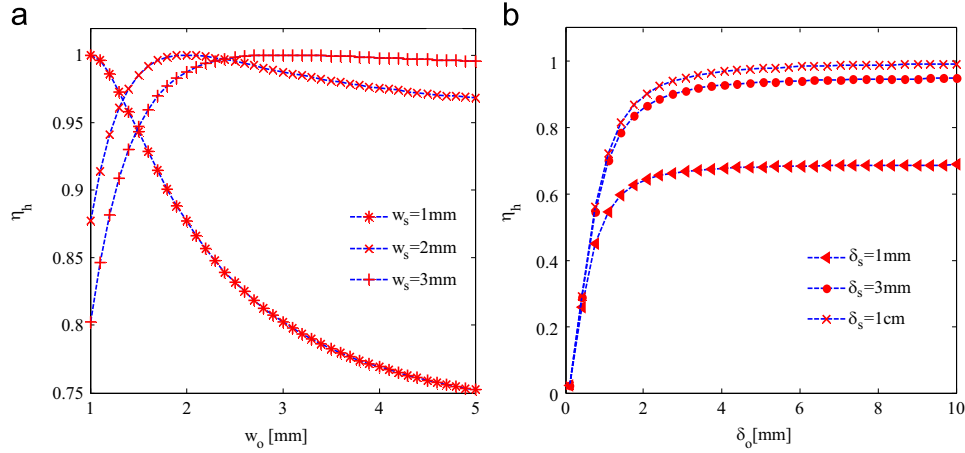 a
1
0.95
0.9
0.85
0.8
0.75
η_h
w_s=1mm
w_s=2mm
w_s=3mm
1 2 3 4 5
w_o [mm]
b
1
0.8
0.6
0.4
0.2
0
η_h
δ_s=1mm
δ_s=3mm
δ_s=1cm
0 2 4 6 8 10
δ_o[mm]